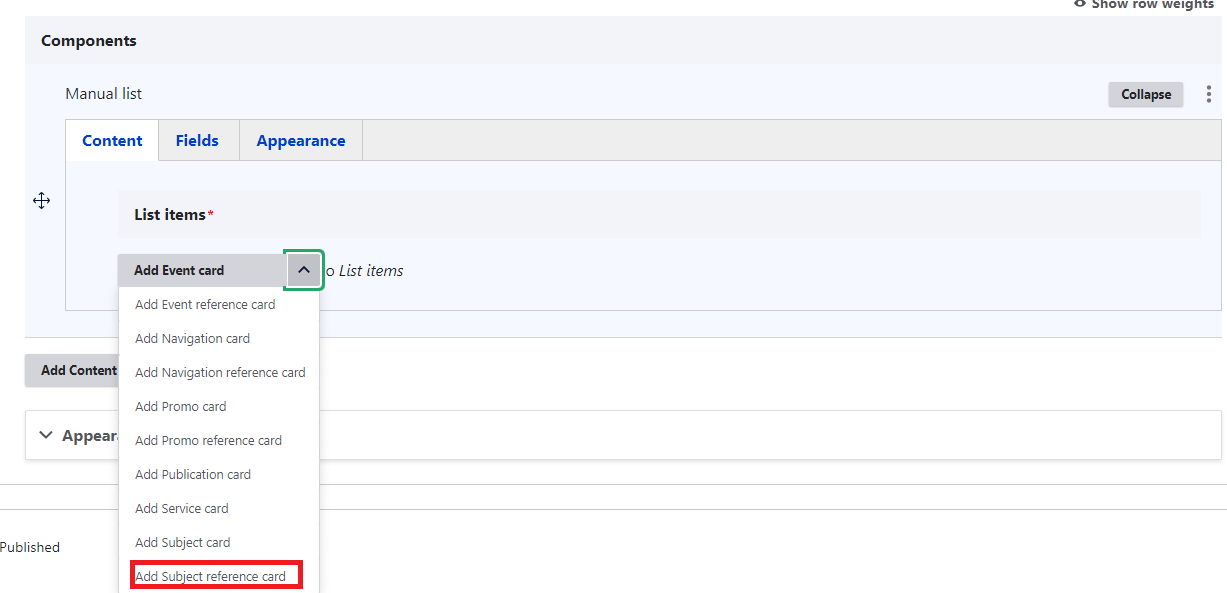 Show row weights
Components
Manual list
Collapse
Content Fields Appearance
List items*
Add Event card
o List items
Add Event reference card
Add Navigation card
Add Navigation reference card
Add Promo card
Add Promo reference card
Add Publication card
Add Service card
Add Subject card
Add Subject reference card
Add Content
Appeara
Published